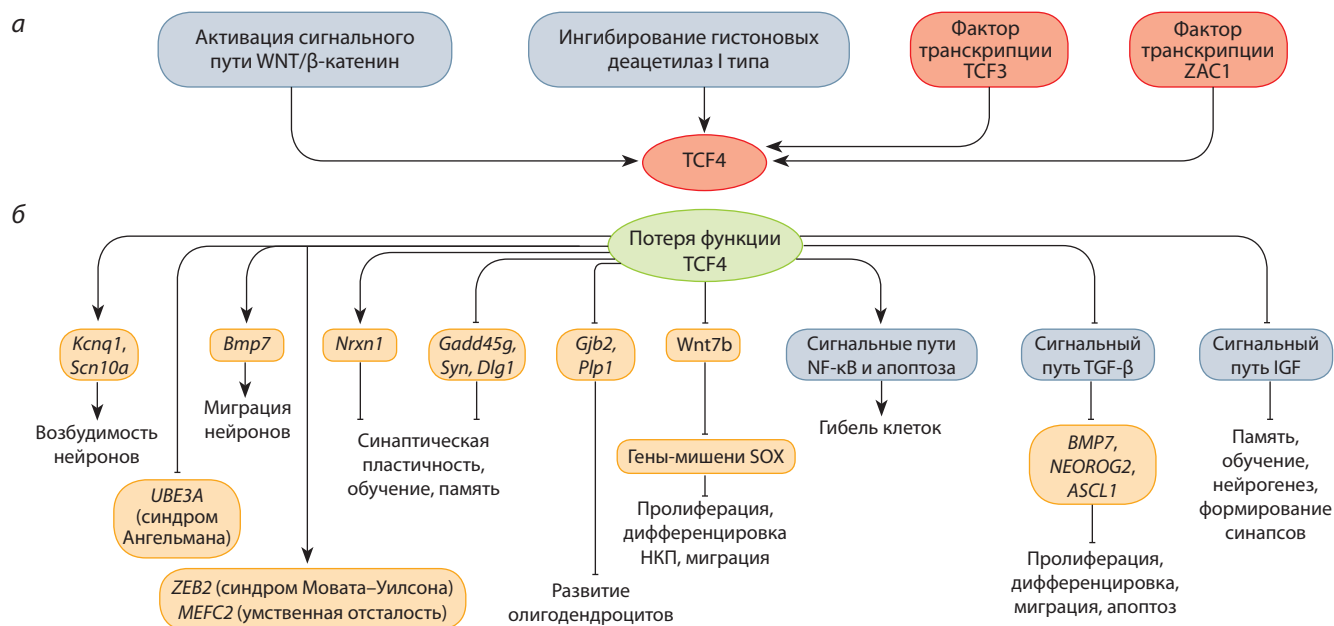 а
Активация сигнального
пути WNT/β-катенин
Ингибирование гистоновых
деацетилаз I типа
Фактор
транскрипции
TCF3
Фактор
транскрипции
ZAC1
TCF4
б
Потеря функции
TCF4
Kcnq1,
Scn10a
Bmp7
Nrxn1
Gadd45g,
Syn, Dlg1
Gjb2,
Plp1
Wnt7b
Сигнальные пути
NF-κB и апоптоза
Сигнальный
путь TGF-β
Сигнальный
путь IGF
Возбудимость
нейронов
Миграция
нейронов
Синаптическая
пластичность,
обучение, память
Гены-мишени SOX
Гибель клеток
BMP7,
NEOROG2,
ASCL1
Память,
обучение,
нейрогенез,
формирование
синапсов
UBE3A
(синдром
Ангельмана)
Пролиферация,
дифференцировка
НКП, миграция
ZEB2 (синдром Мовата–Уилсона)
MEFC2 (умственная отсталость)
Развитие
олигодендроцитов
Пролиферация,
дифференцировка,
миграция, апоптоз